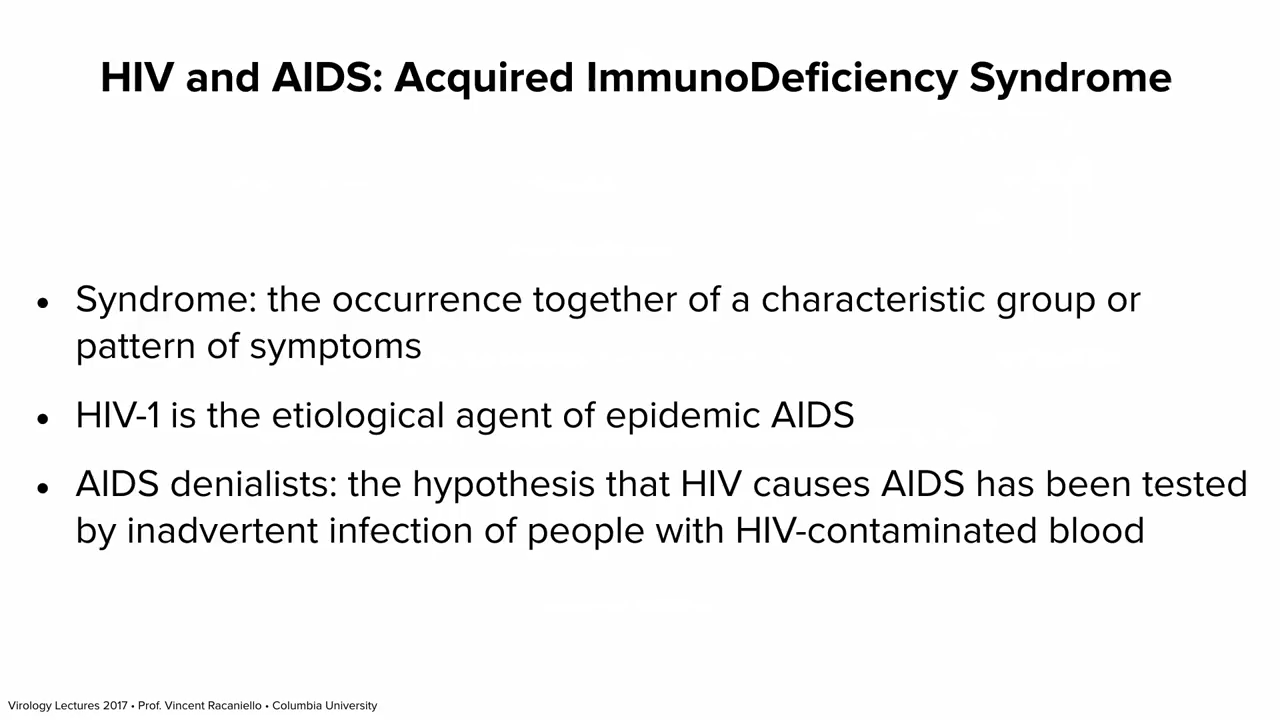 HIV and AIDS: Acquired ImmunoDeficiency Syndrome
• Syndrome: the occurrence together of a characteristic group or
pattern of symptoms
• HIV-1 is the etiological agent of epidemic AIDS
• AIDS denialists: the hypothesis that HIV causes AIDS has been tested
by inadvertent infection of people with HIV-contaminated blood
Virology Lectures 2017 • Prof. Vincent Racaniello • Columbia University